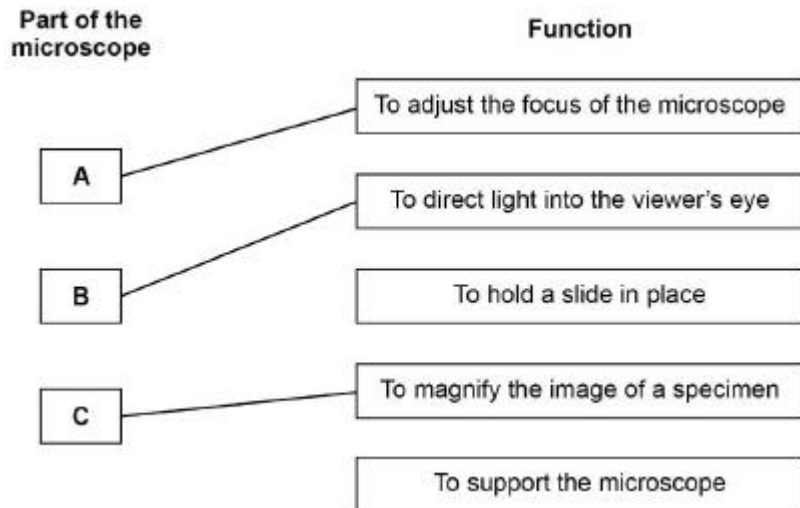 Part of the
microscope
Function
To adjust the focus of the microscope
A
To direct light into the viewer's eye
B
To hold a slide in place
To magnify the image of a specimen
C
To support the microscope